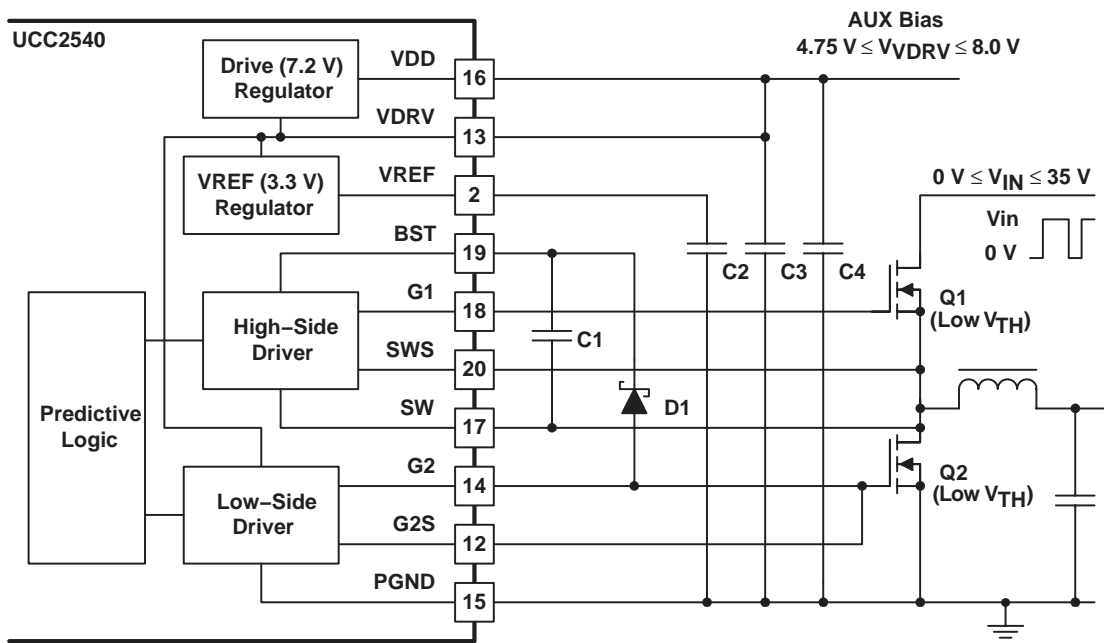 UCC2540
AUX Bias
4.75 V ≤ VVDRV ≤ 8.0 V
Drive (7.2 V)
Regulator
VDD
16
VDRV
13
VREF (3.3 V)
Regulator
VREF
2
0 V ≤ VIN ≤ 35 V
Vin
0 V
BST
19
C2
C3
C4
G1
18
Q1
(Low VTH)
High–Side
Driver
C1
SWS
20
Predictive
Logic
SW
17
D1
G2
14
Q2
(Low VTH)
Low–Side
Driver
G2S
12
PGND
15